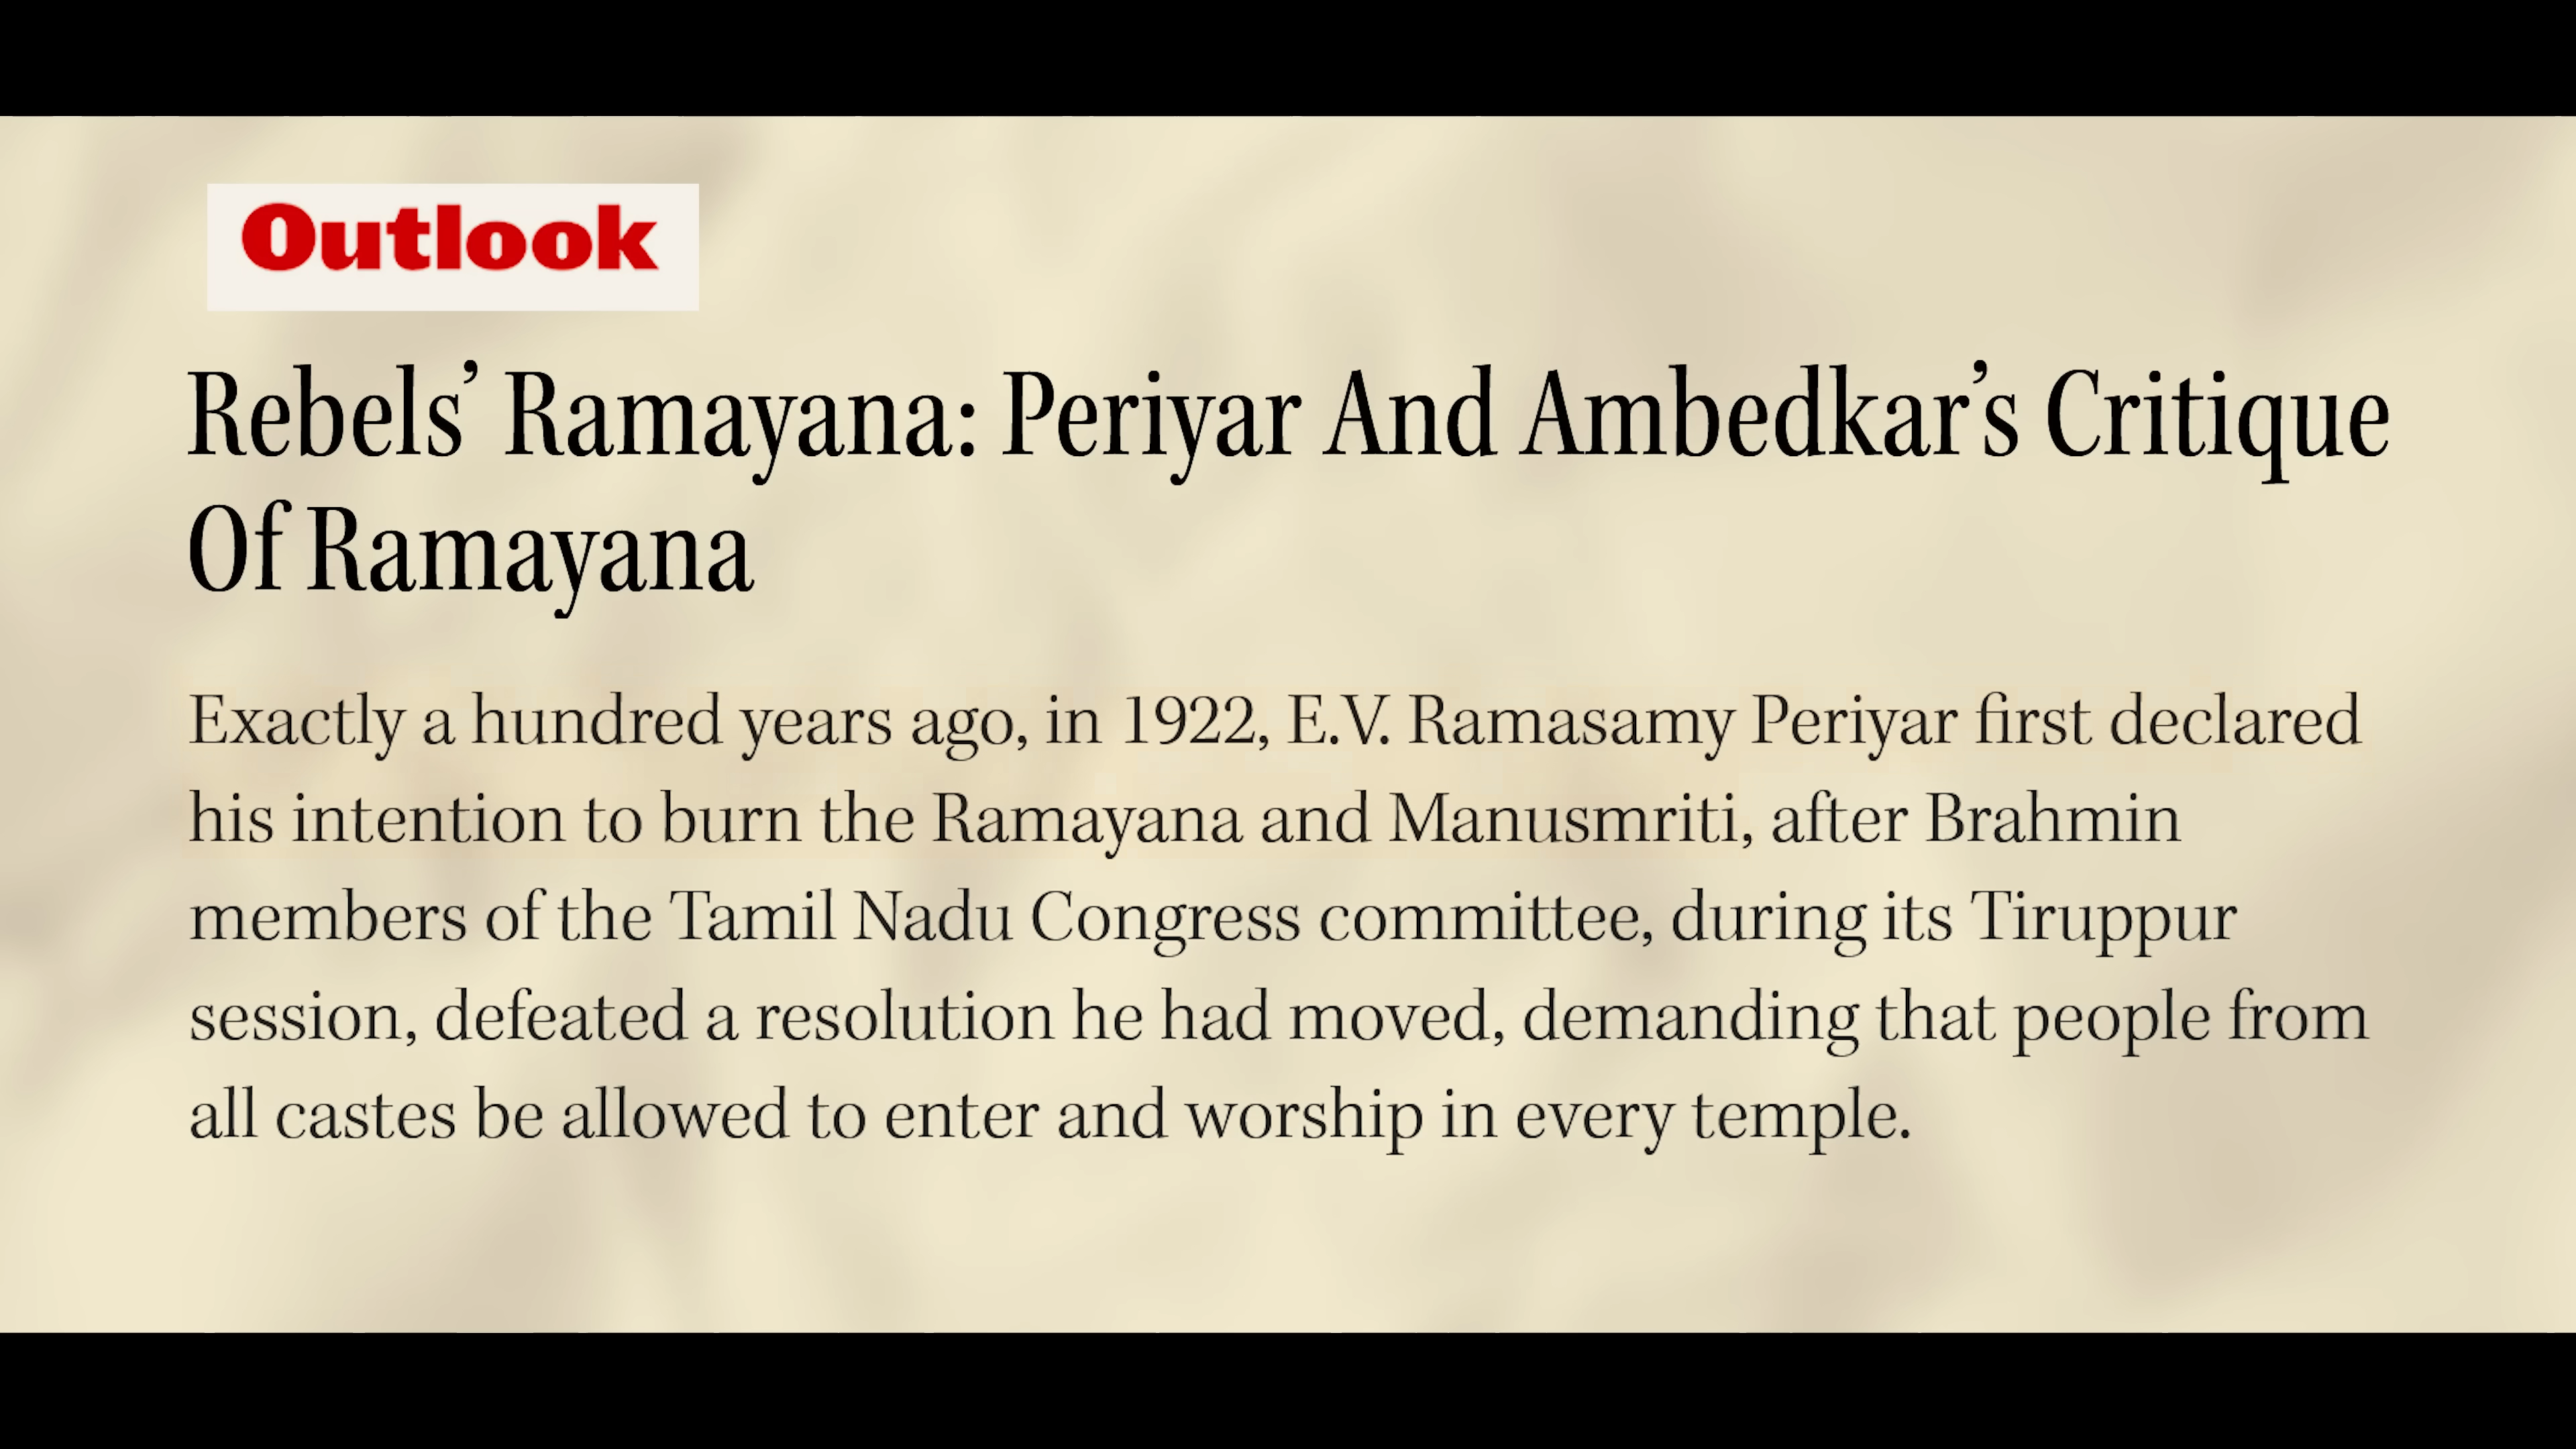 Outlook
Rebels’ Ramayana: Periyar And Ambedkar’s Critique
Of Ramayana
Exactly a hundred years ago, in 1922, E.V. Ramasamy Periyar first declared
his intention to burn the Ramayana and Manusmriti, after Brahmin
members of the Tamil Nadu Congress committee, during its Tiruppur
session, defeated a resolution he had moved, demanding that people from
all castes be allowed to enter and worship in every temple.